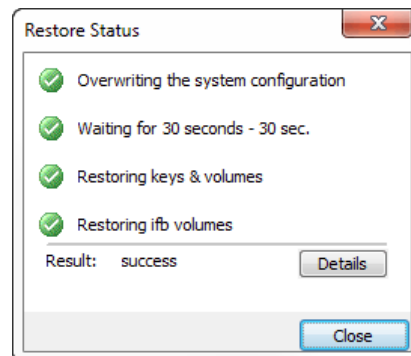 Restore Status
Overwriting the system configuration
Waiting for 30 seconds - 30 sec.
Restoring keys & volumes
Restoring ifb volumes
Result: success Details
Close